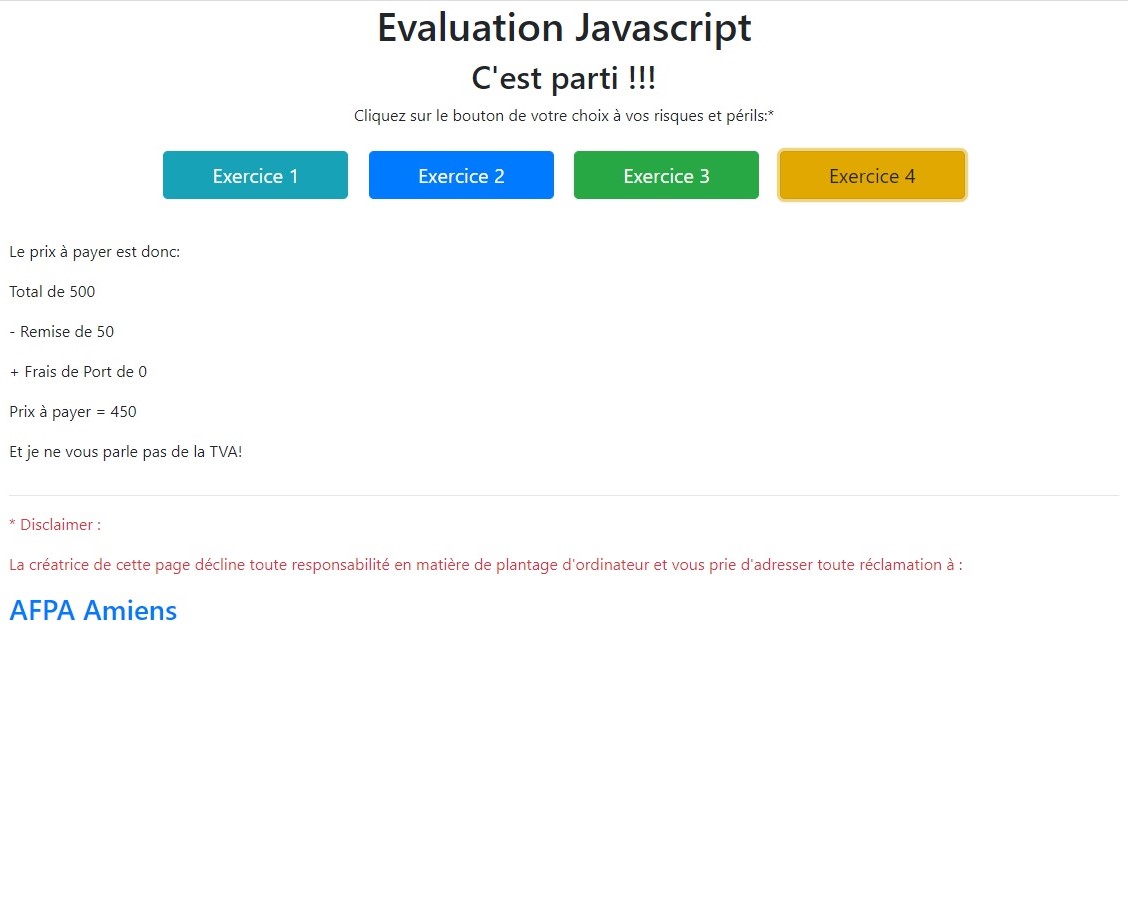 Evaluation Javascript
C'est parti !!!
Cliquez sur le bouton de votre choix à vos risques et périls:*
Exercice 1 Exercice 2 Exercice 3 Exercice 4
Le prix à payer est donc:
Total de 500
- Remise de 50
+ Frais de Port de 0
Prix à payer = 450
Et je ne vous parle pas de la TVA!
* Disclaimer :
La créatrice de cette page décline toute responsabilité en matière de plantage d'ordinateur et vous prie d'adresser toute réclamation à :
AFPA Amiens